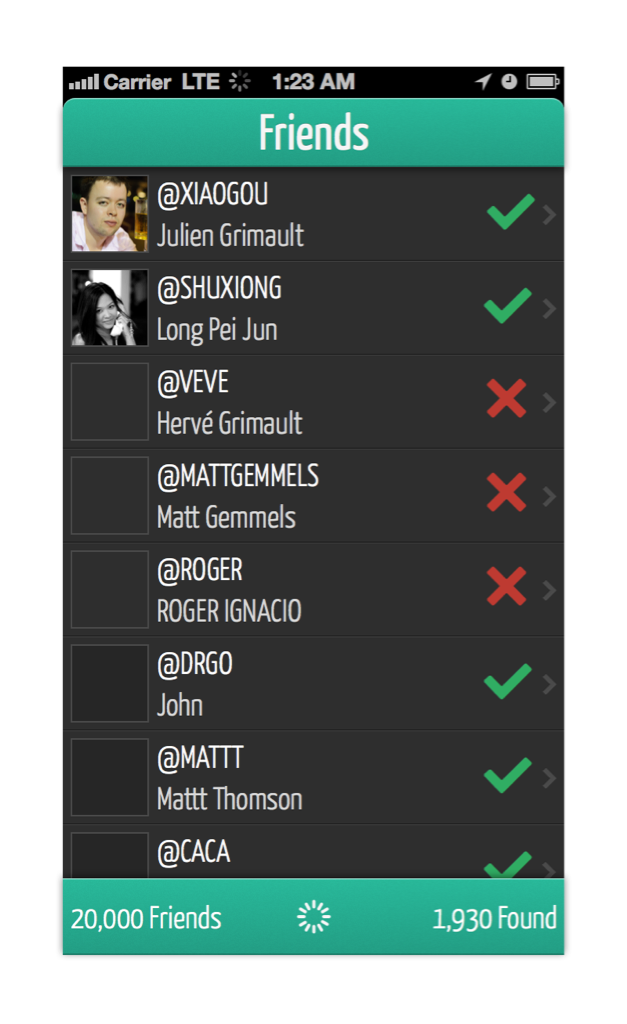 Carrier LTE 1:23 AM
Friends
@XIAOGOU
Julien Grimault
@SHUXIONG
Long Pei Jun
@VEVE
Hervé Grimault
@MATTGEMMELS
Matt Gemmels
@ROGER
ROGER IGNACIO
@DRGO
John
@MATTT
Mattt Thomson
@CACA
20,000 Friends 1,930 Found